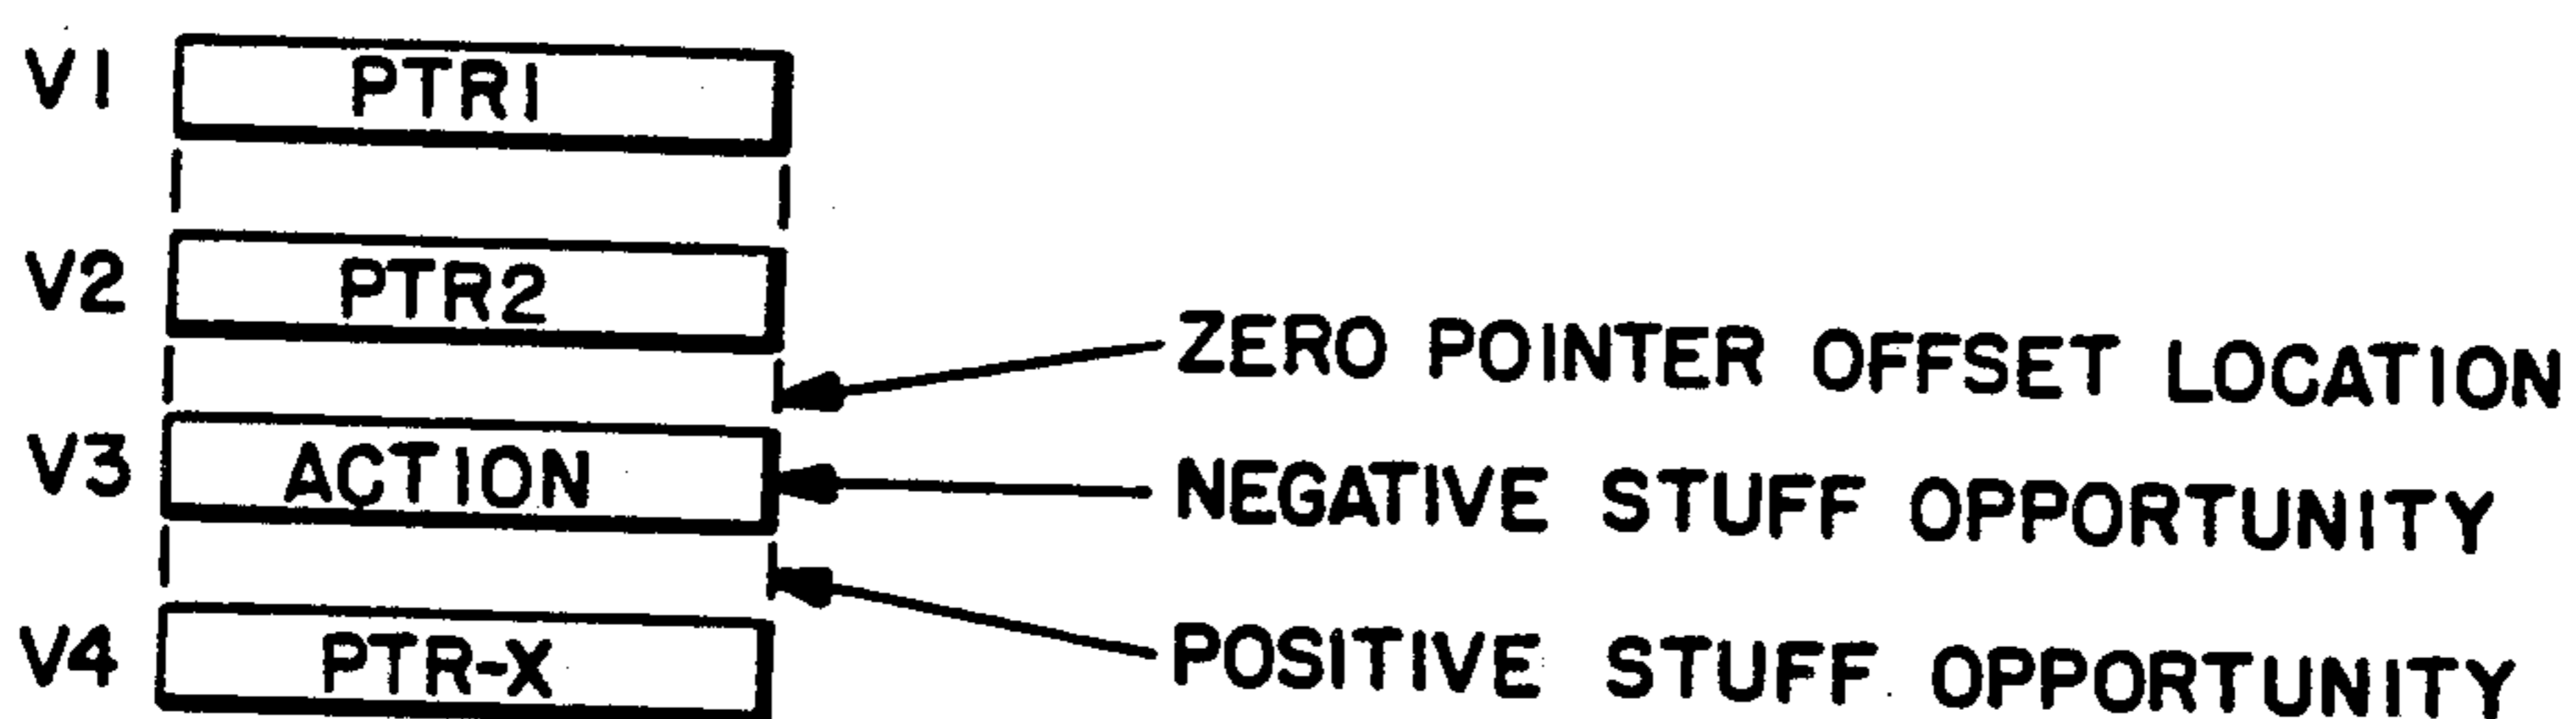 V1 PTR1
V2 PTR2
ZERO POINTER OFFSET LOCATION
V3 ACTION
NEGATIVE STUFF OPPORTUNITY
POSITIVE STUFF OPPORTUNITY
V4 PTR-X